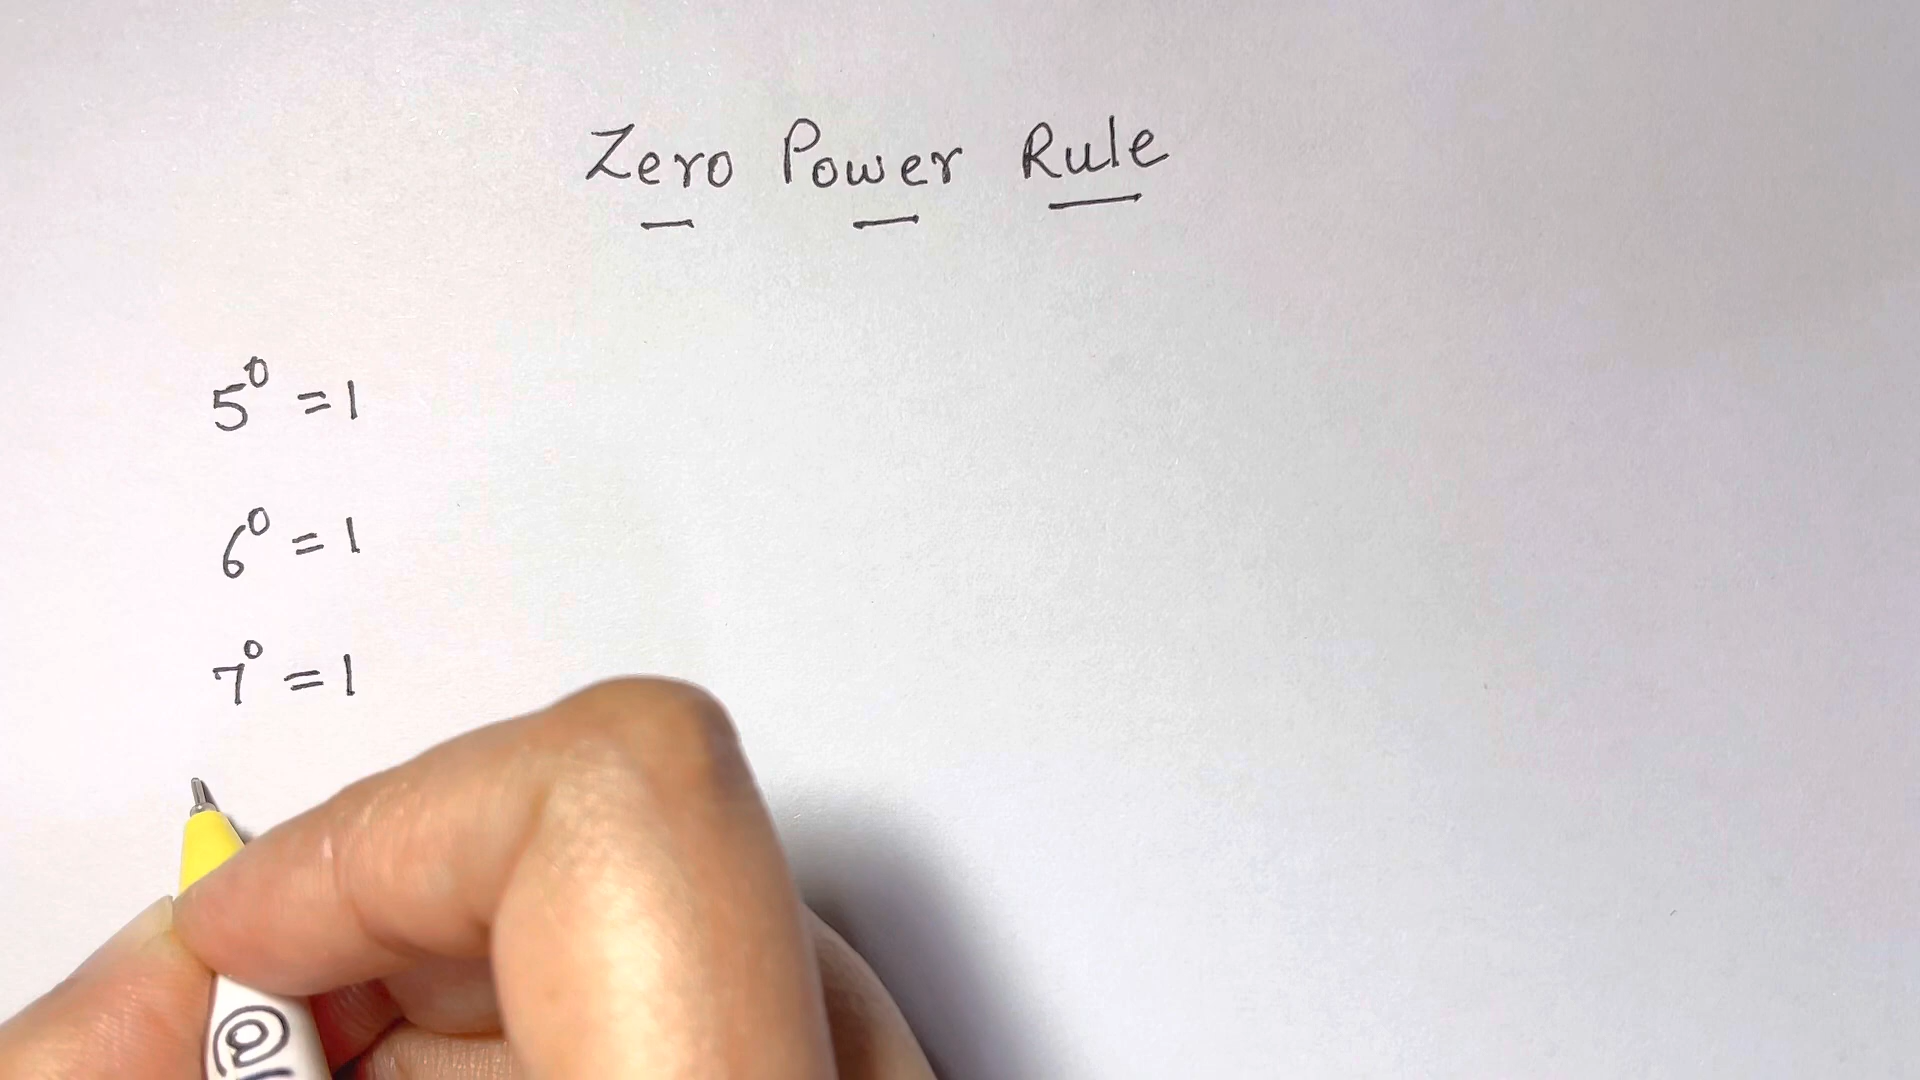 Zero Power Rule
5⁰ = 1
6⁰ = 1
7⁰ = 1
@